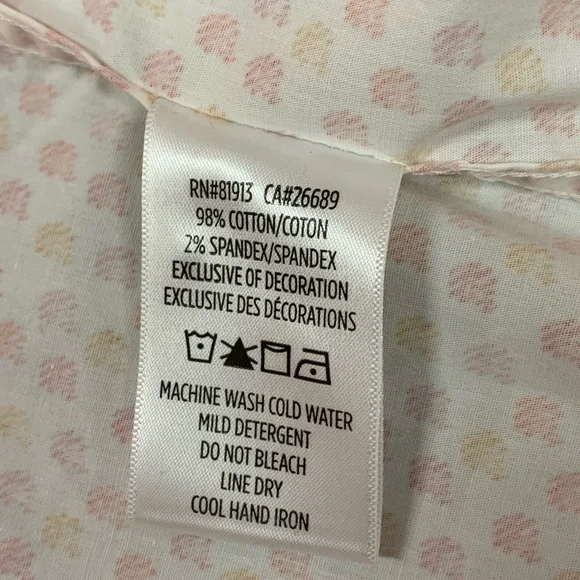 RN#81913 CA#26689
98% COTTON/COTON
2% SPANDEX/SPANDEX
EXCLUSIVE OF DECORATION
EXCLUSIVE DES DÉCORATIONS
MACHINE WASH COLD WATER
MILD DETERGENT
DO NOT BLEACH
LINE DRY
COOL HAND IRON